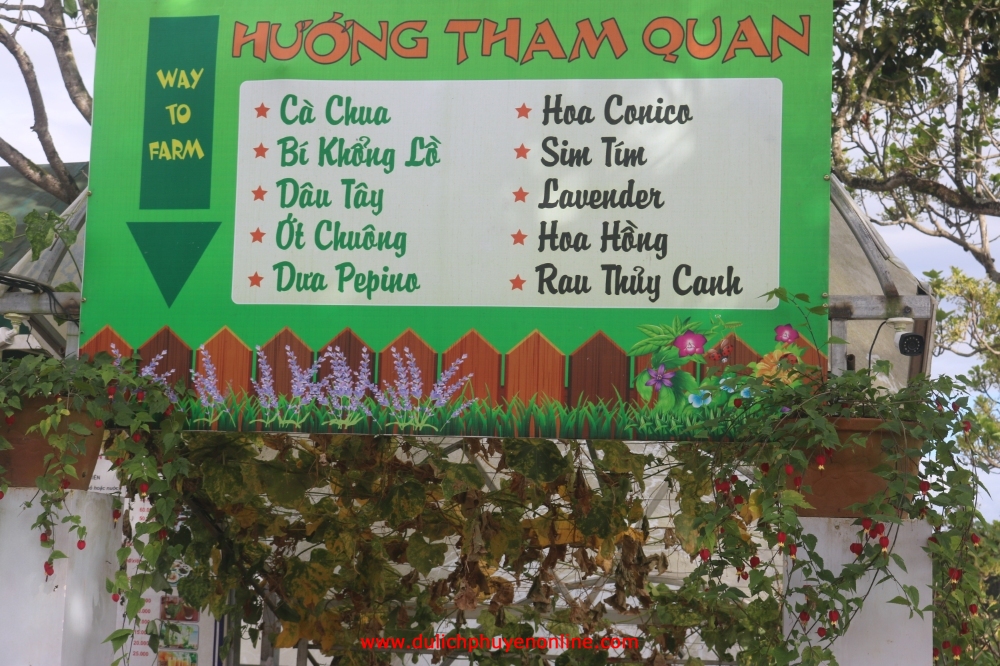 HƯỚNG THAM QUAN
WAY
TO
FARM
Cà Chua
Bí Khổng Lồ
Dâu Tây
Ớt Chuông
Dưa Pepino
Hoa Conico
Sim Tím
Lavender
Hoa Hồng
Rau Thủy Canh
www.dulichphuyenonline.com